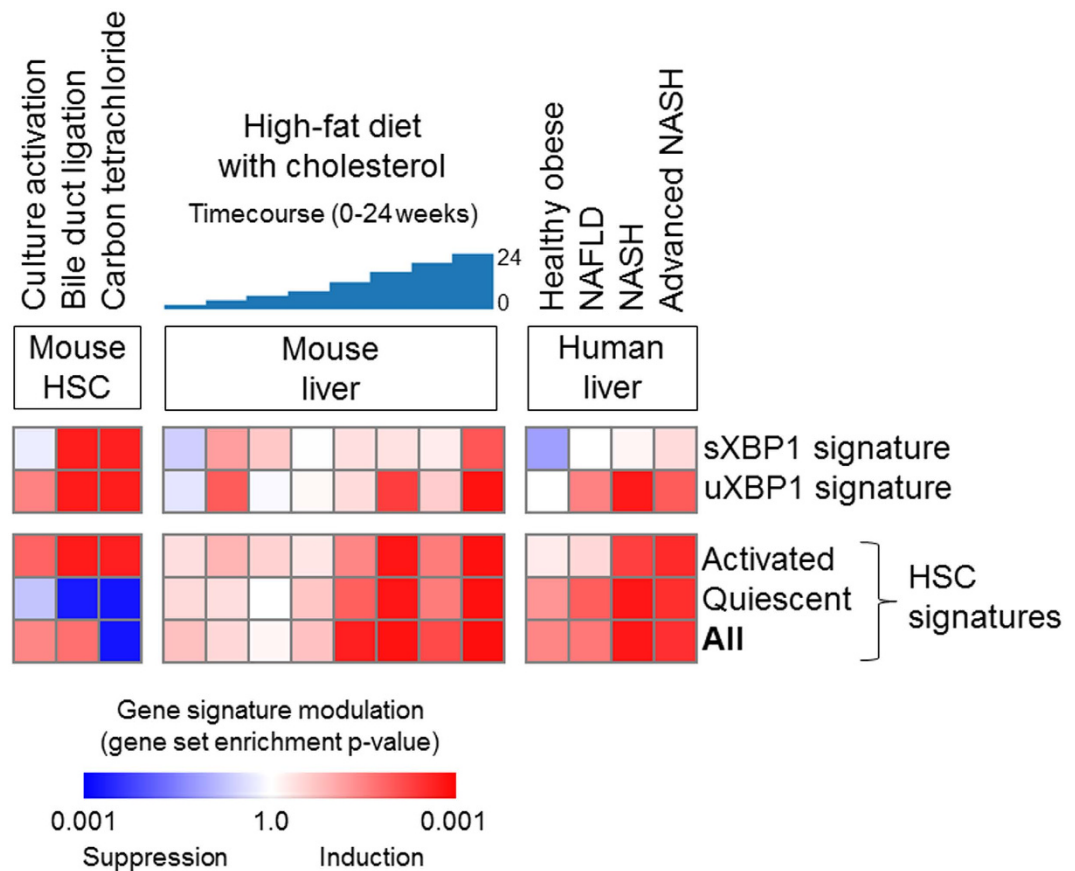 Culture activation
Bile duct ligation
Carbon tetrachloride
High-fat diet
with cholesterol
Timecourse (0-24 weeks)
24
0
Healthy obese
NAFLD
NASH
Advanced NASH
Mouse
HSC
Mouse
liver
Human
liver
sXBP1 signature
uXBP1 signature
Activated
Quiescent
All
HSC
signatures
Gene signature modulation
(gene set enrichment p-value)
0.001 1.0 0.001
Suppression Induction